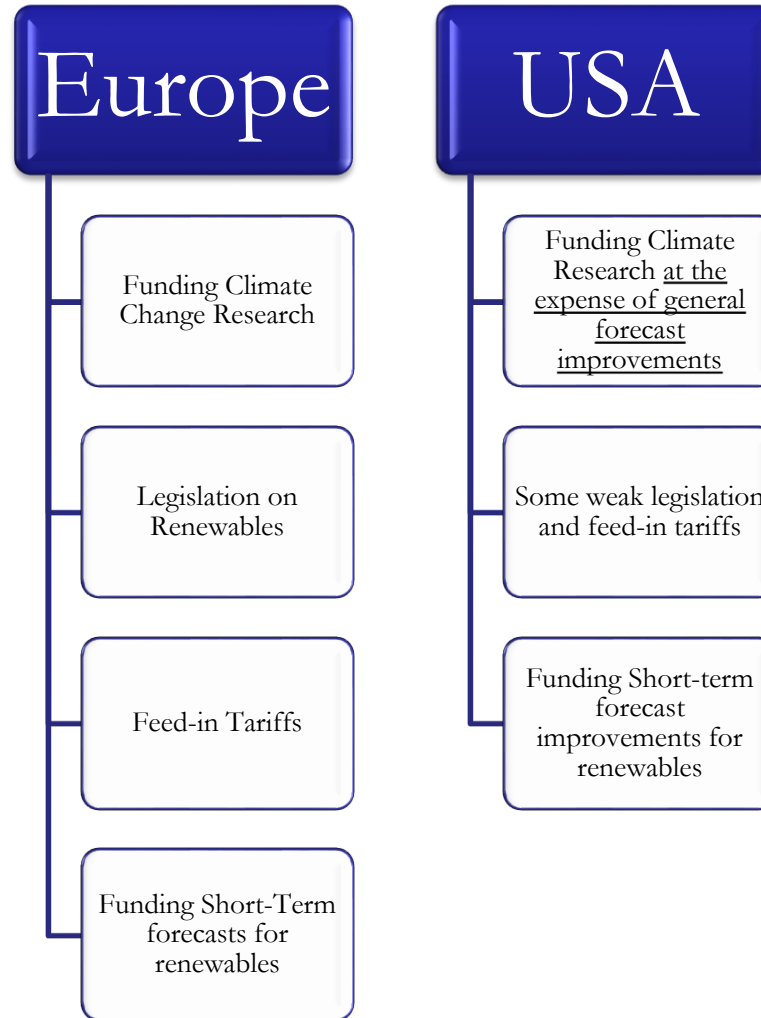 Europe
Funding Climate
Change Research
Legislation on
Renewables
Feed-in Tariffs
Funding Short-Term
forecasts for
renewables
USA
Funding Climate
Research at the
expense of general
forecast
improvements
Some weak legislation
and feed-in tariffs
Funding Short-term
forecast
improvements for
renewables